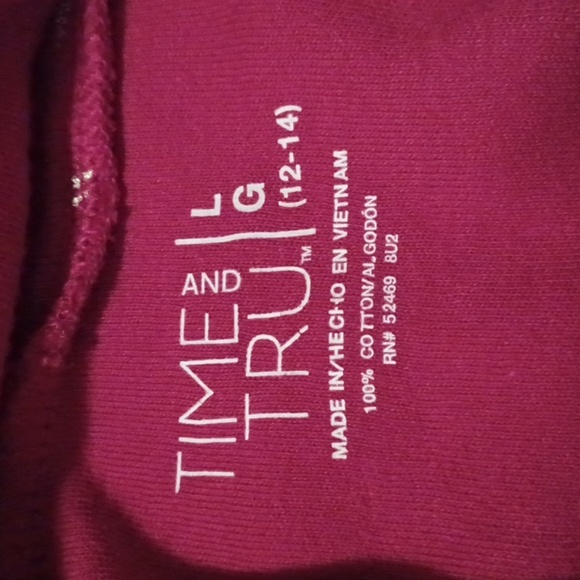 TIME AND TRU™ L G (12-14)
MADE IN/HECHO EN VIETNAM
100% COTTON/ALGODÓN
RN# 52469 8U2